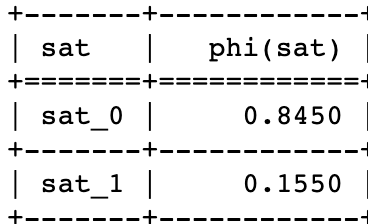 +-------+------------+
| sat   |   phi(sat) |
+=======+============+
| sat_0 |     0.8450 |
+-------+------------+
| sat_1 |     0.1550 |
+-------+------------+